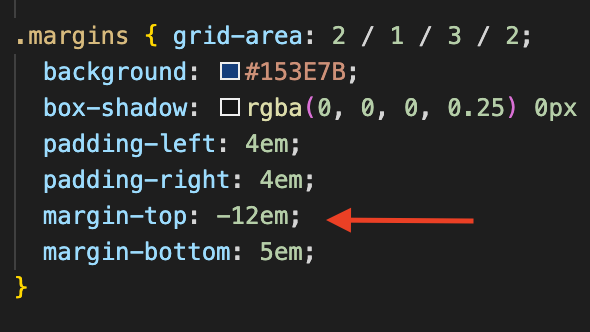 .margins { grid-area: 2 / 1 / 3 / 2;
background: #153E7B;
box-shadow: rgba(0, 0, 0, 0.25) 0px
padding-left: 4em;
padding-right: 4em;
margin-top: -12em;
margin-bottom: 5em;
}